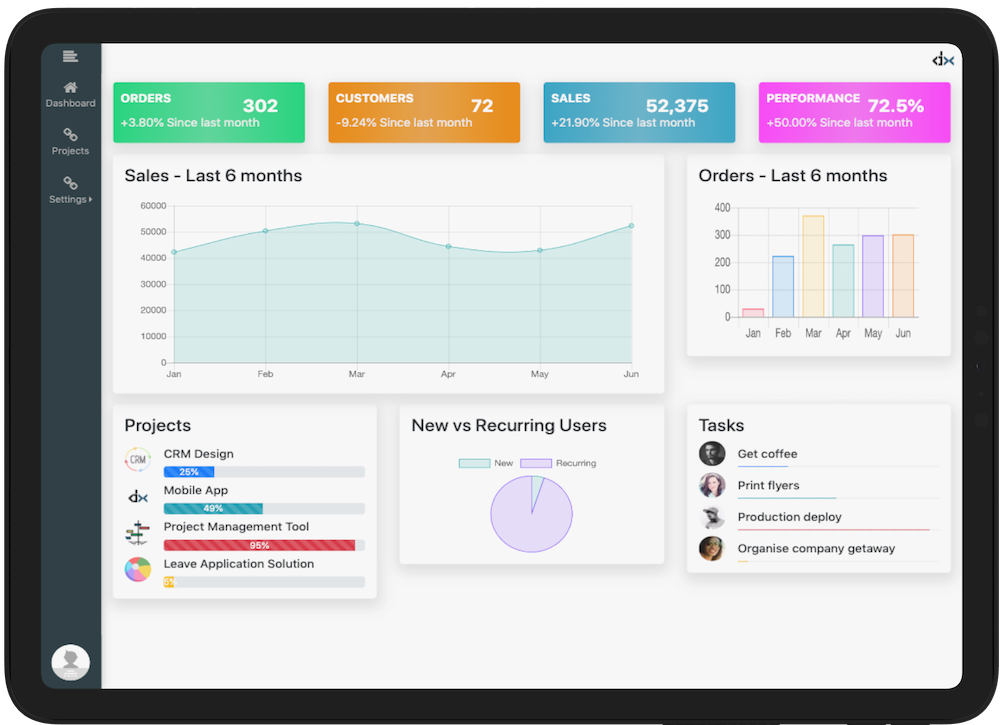 Dashboard
Projects
Settings
dx
ORDERS
302
+3.80% Since last month
CUSTOMERS
72
-9.24% Since last month
SALES
52,375
+21.90% Since last month
PERFORMANCE
72.5%
+50.00% Since last month
Sales - Last 6 months
60000
50000
40000
30000
20000
10000
0
Jan Feb Mar Apr May Jun
Orders - Last 6 months
400
300
200
100
0
Jan Feb Mar Apr May Jun
Projects
CRM
CRM Design
25%
dx
Mobile App
49%
Project Management Tool
95%
Leave Application Solution
New vs Recurring Users
New Recurring
Tasks
Get coffee
Print flyers
Production deploy
Organise company getaway